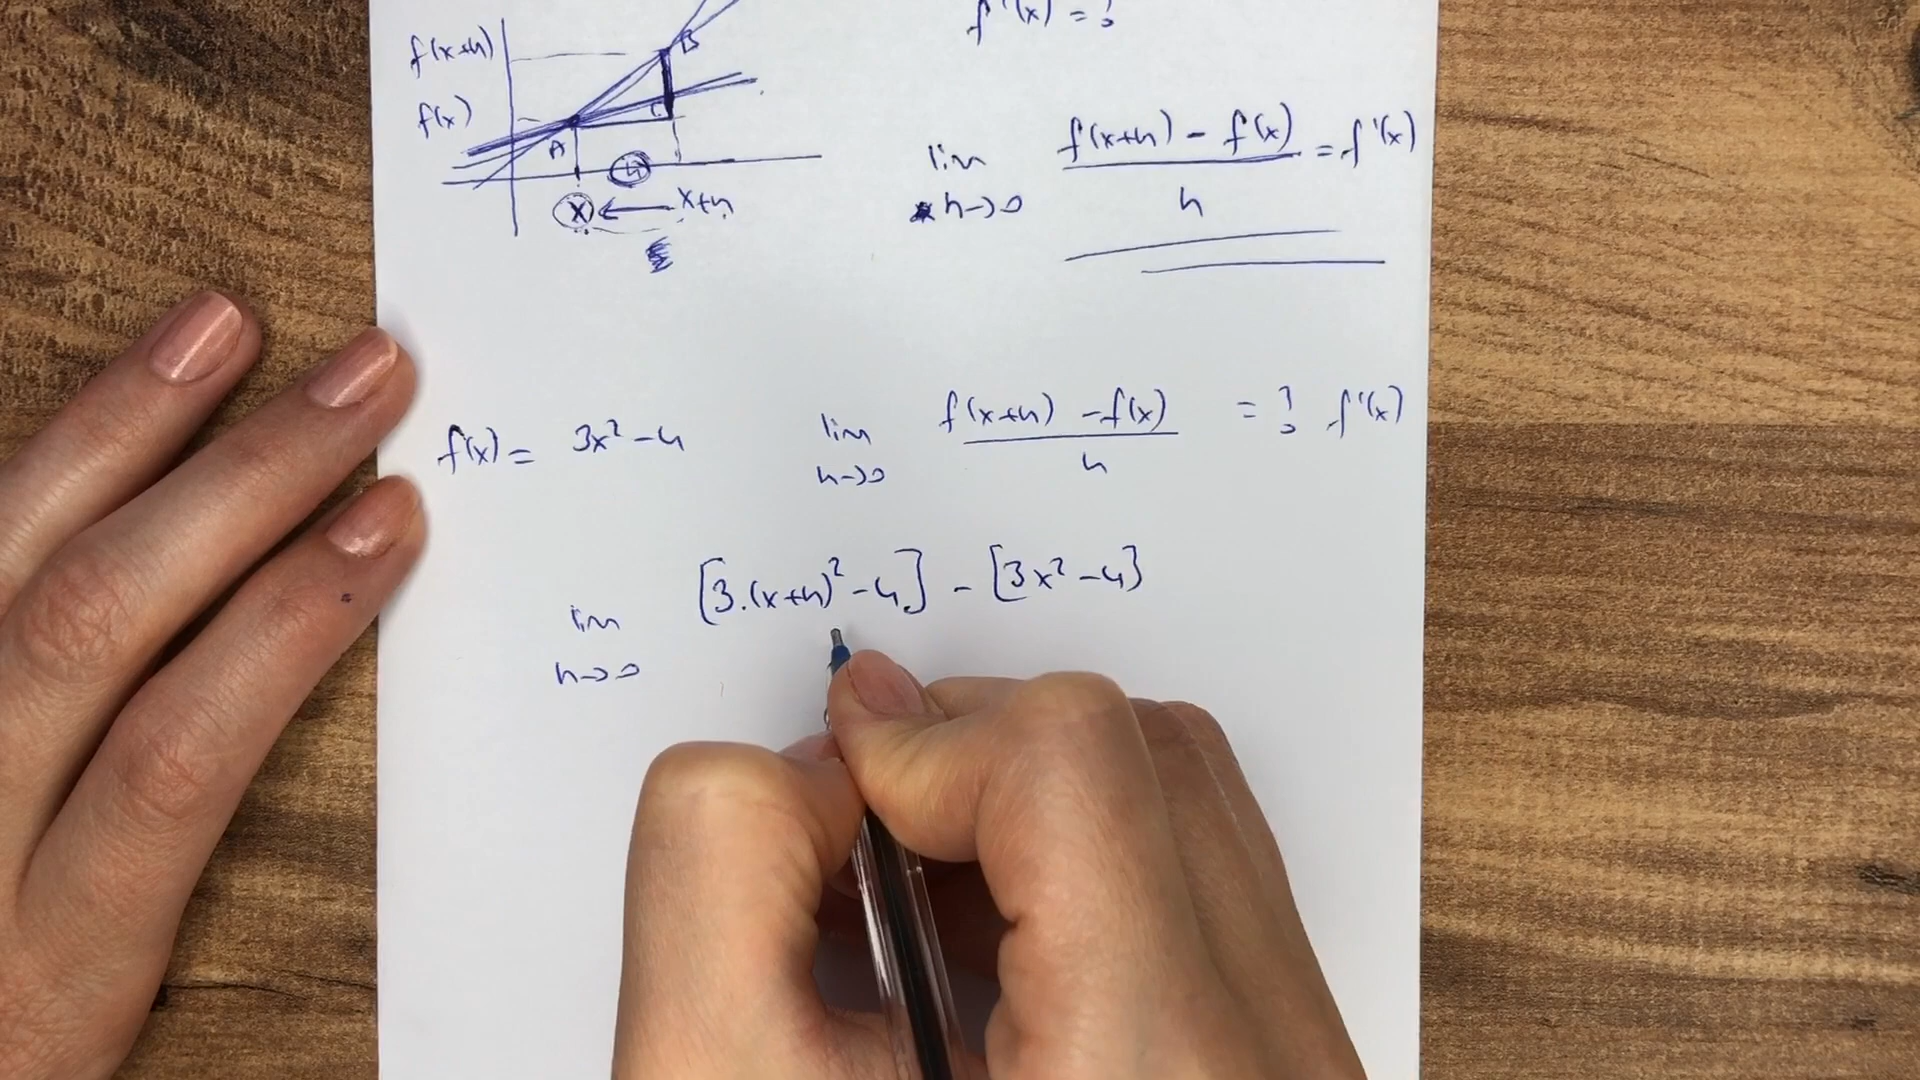 f'(x) = ?
f(x+h)
B
f(x)
C
A
h
x ← x+h
lim h→0 f(x+h) - f(x) / h = f'(x)
f(x) = 3x² - 4
lim h→0 f(x+h) - f(x) / h = ? f'(x)
lim h→0 [3.(x+h)² - 4] - [3x² - 4]